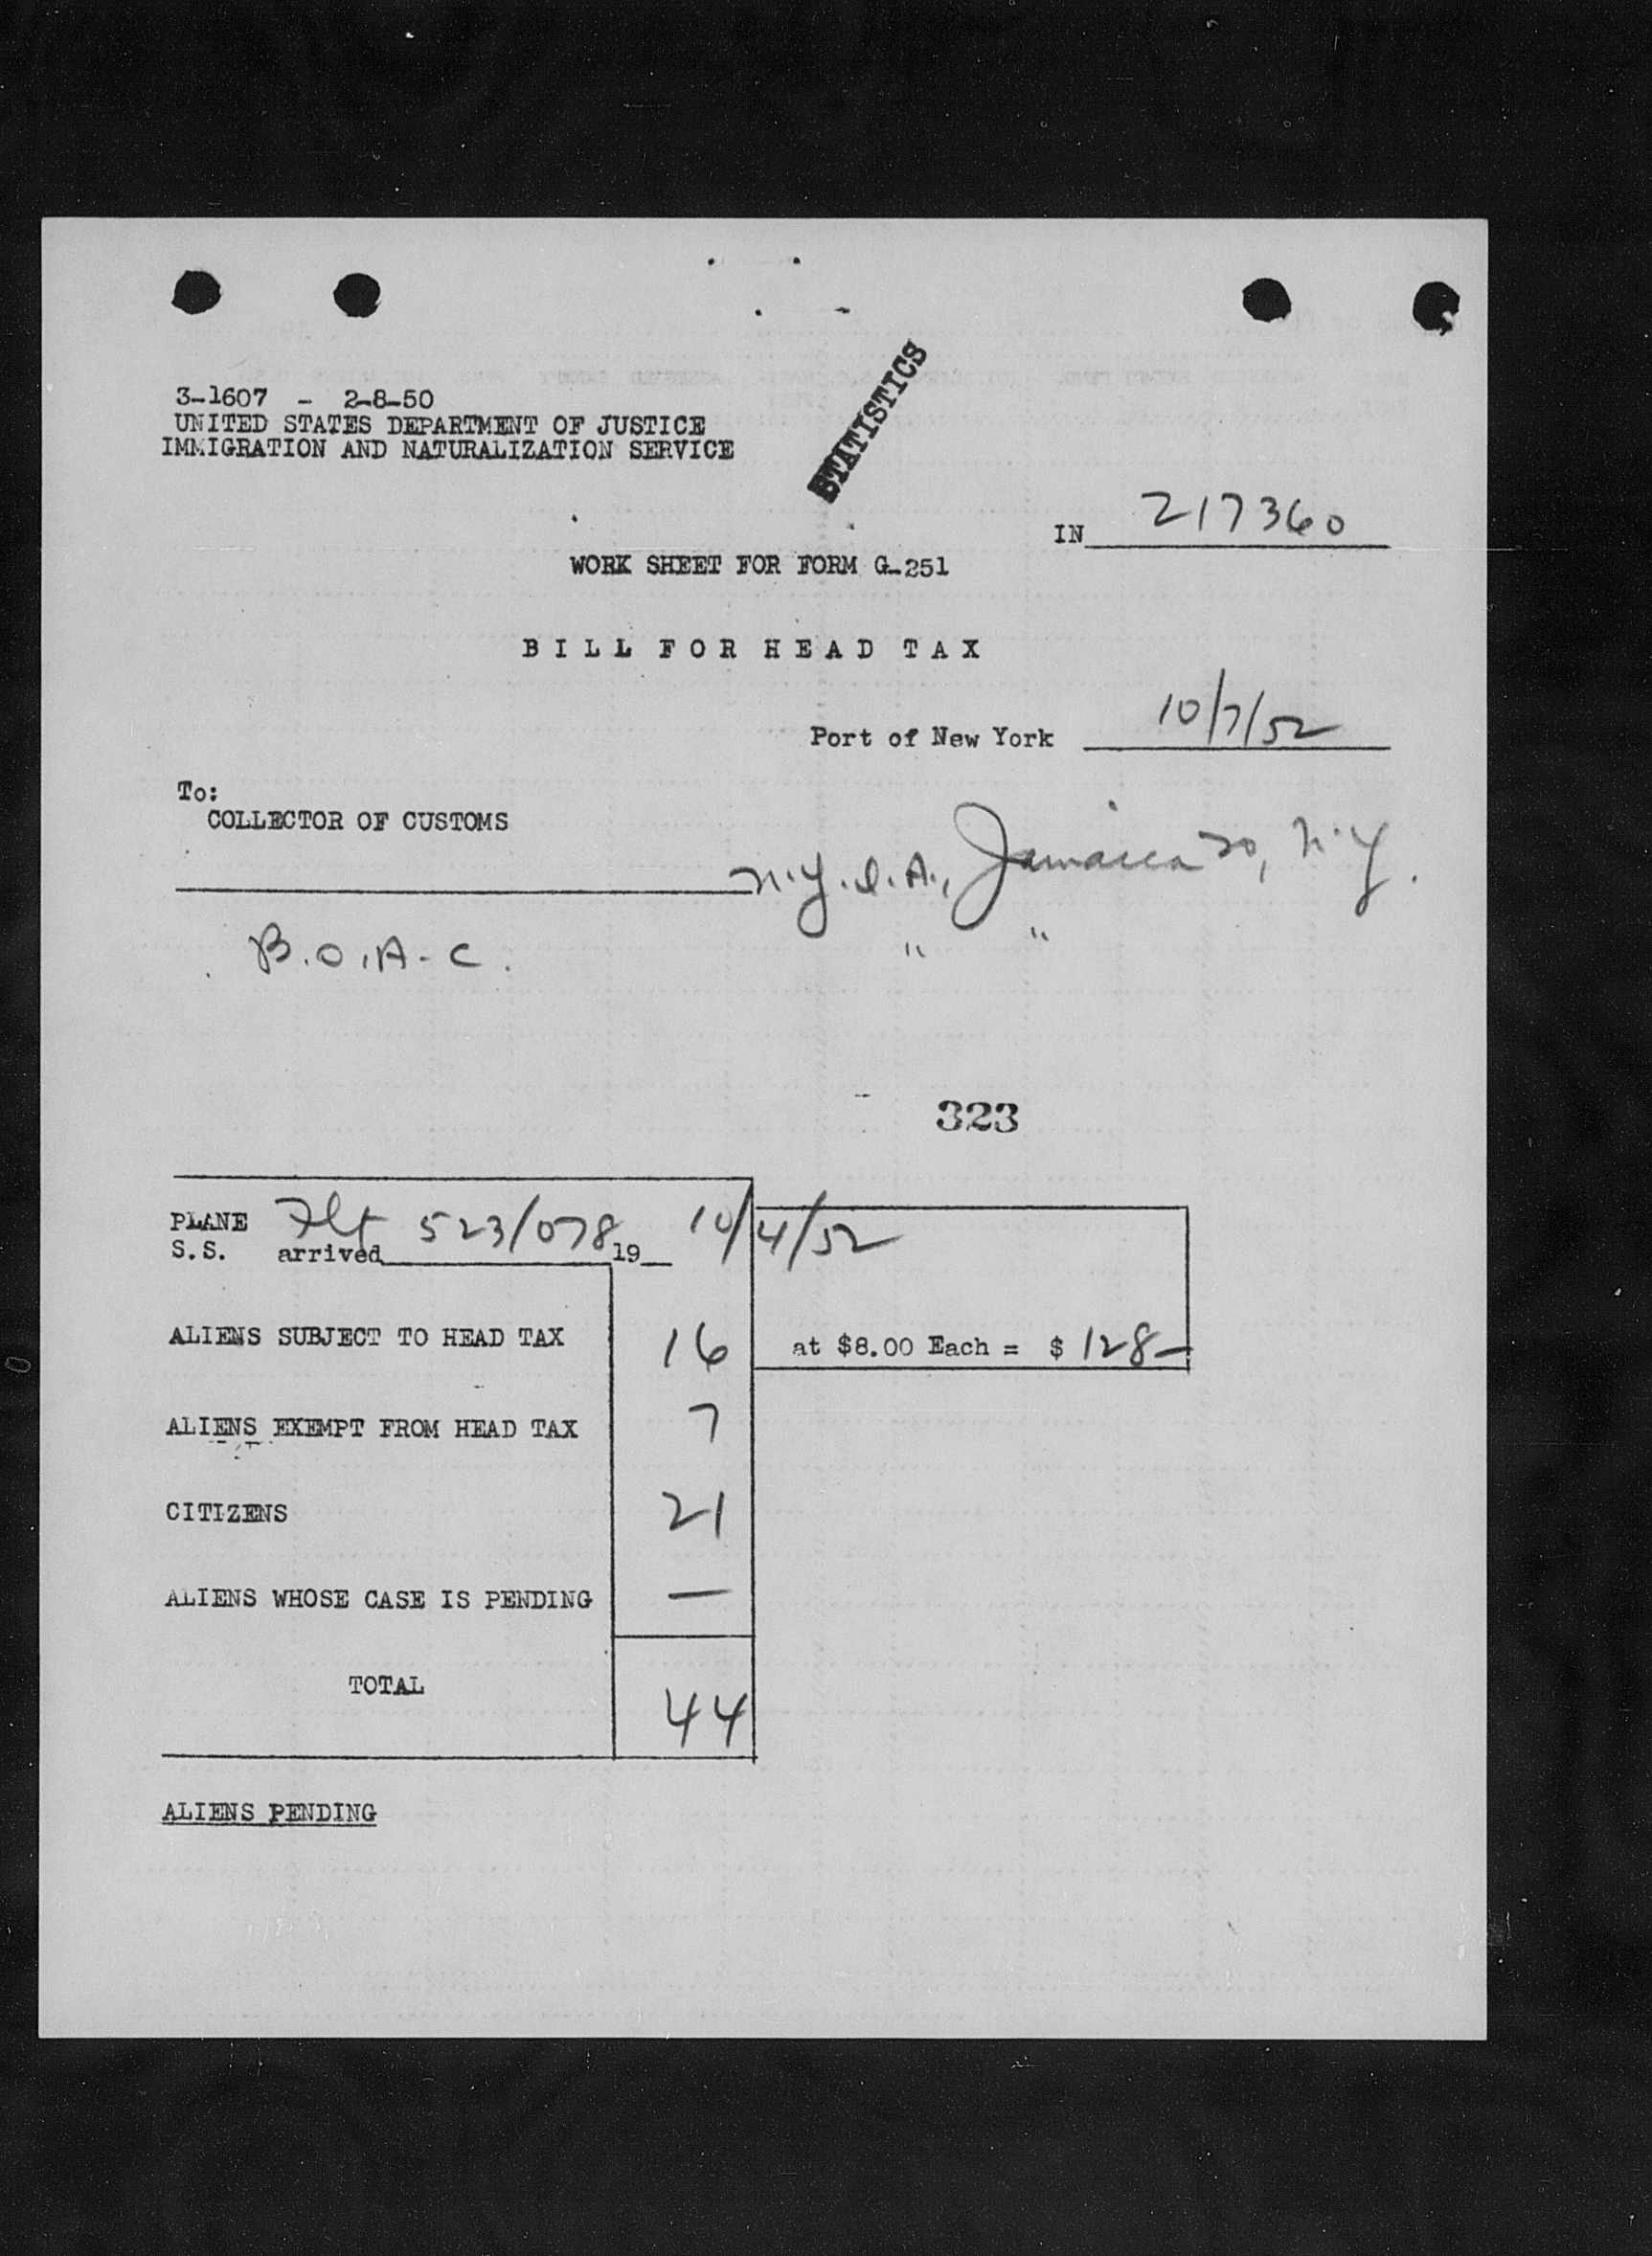 3-1607 - 2-8-50
UNITED STATES DEPARTMENT OF JUSTICE
IMMIGRATION AND NATURALIZATION SERVICE
STATISTICS
IN 217360
WORK SHEET FOR FORM G-251
BILL FOR HEAD TAX
Port of New York 10/7/52
To:
COLLECTOR OF CUSTOMS
N.Y.I.A., Jamaica 30, N.Y.
B.O.A.C. " "
323
PLANE Flt 523/078 10/4/52
S.S. arrived 19
ALIENS SUBJECT TO HEAD TAX 16 at $8.00 Each = $ 128-
ALIENS EXEMPT FROM HEAD TAX 7
CITIZENS 21
ALIENS WHOSE CASE IS PENDING —
TOTAL 44
ALIENS PENDING